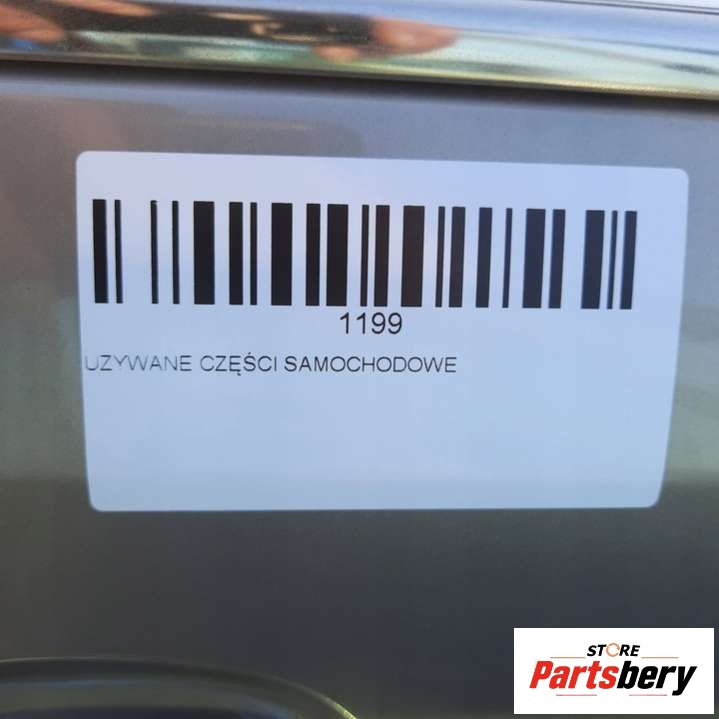 1199
UZYWANE CZĘŚCI SAMOCHODOWE
STORE
Partsbery